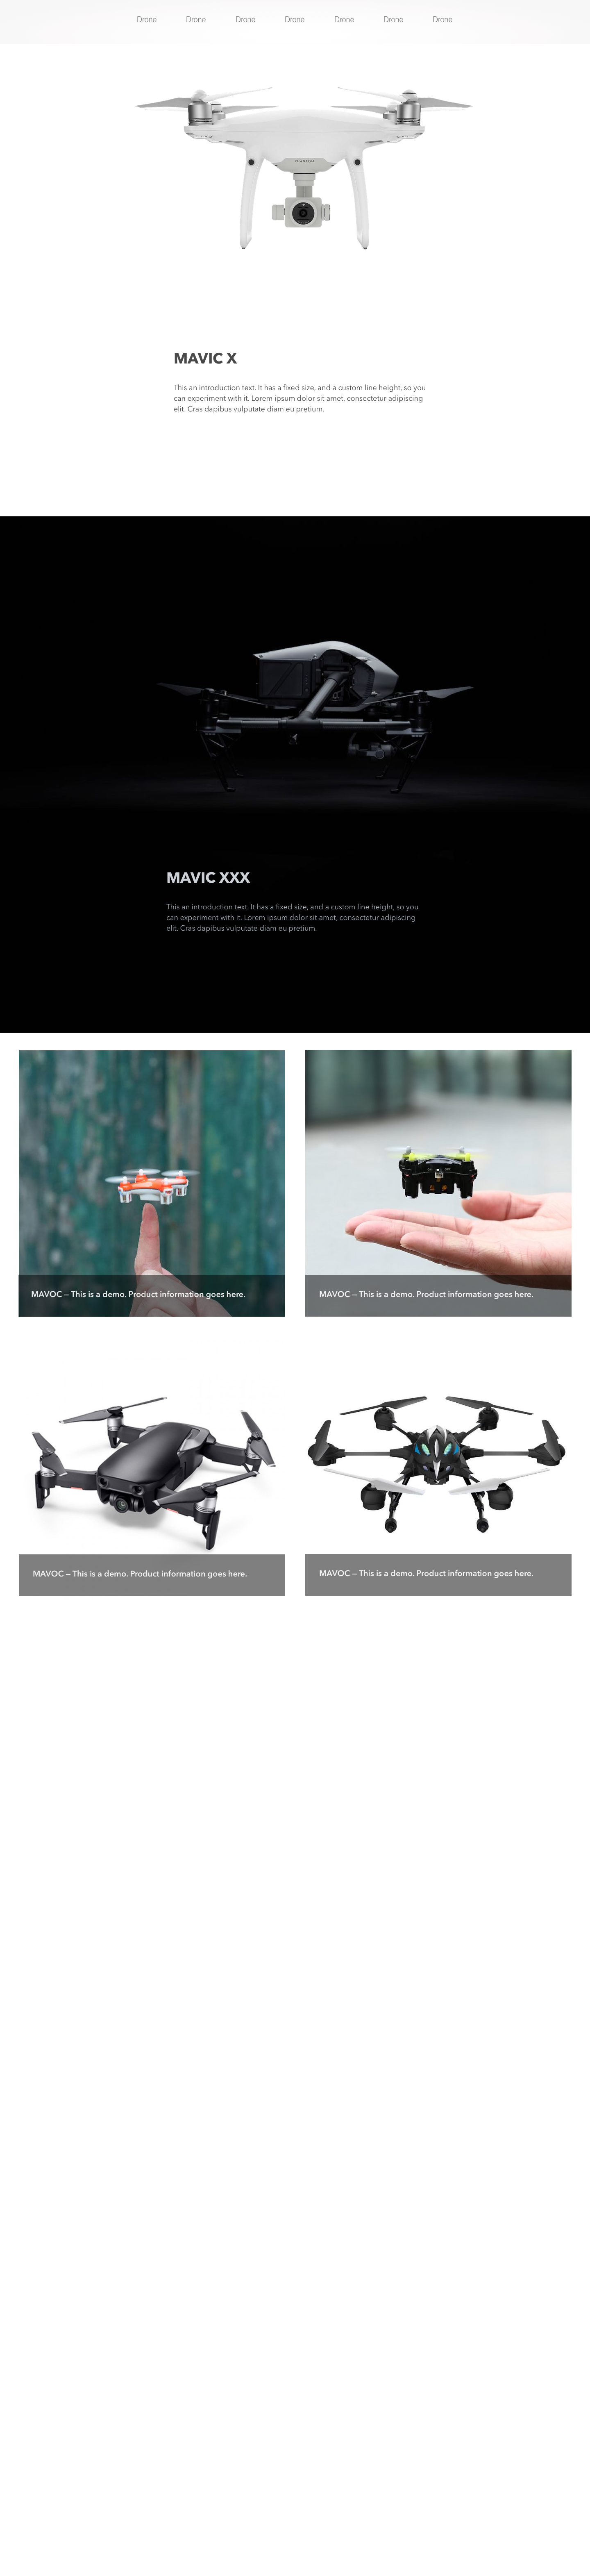 Drone Drone Drone Drone Drone Drone Drone
PHANTOM
MAVIC X
This an introduction text. It has a fixed size, and a custom line height, so you
can experiment with it. Lorem ipsum dolor sit amet, consectetur adipiscing
elit. Cras dapibus vulputate diam eu pretium.
MAVIC XXX
This an introduction text. It has a fixed size, and a custom line height, so you
can experiment with it. Lorem ipsum dolor sit amet, consectetur adipiscing
elit. Cras dapibus vulputate diam eu pretium.
MAVOC – This is a demo. Product information goes here.
MAVOC – This is a demo. Product information goes here.
MAVOC – This is a demo. Product information goes here.
MAVOC – This is a demo. Product information goes here.